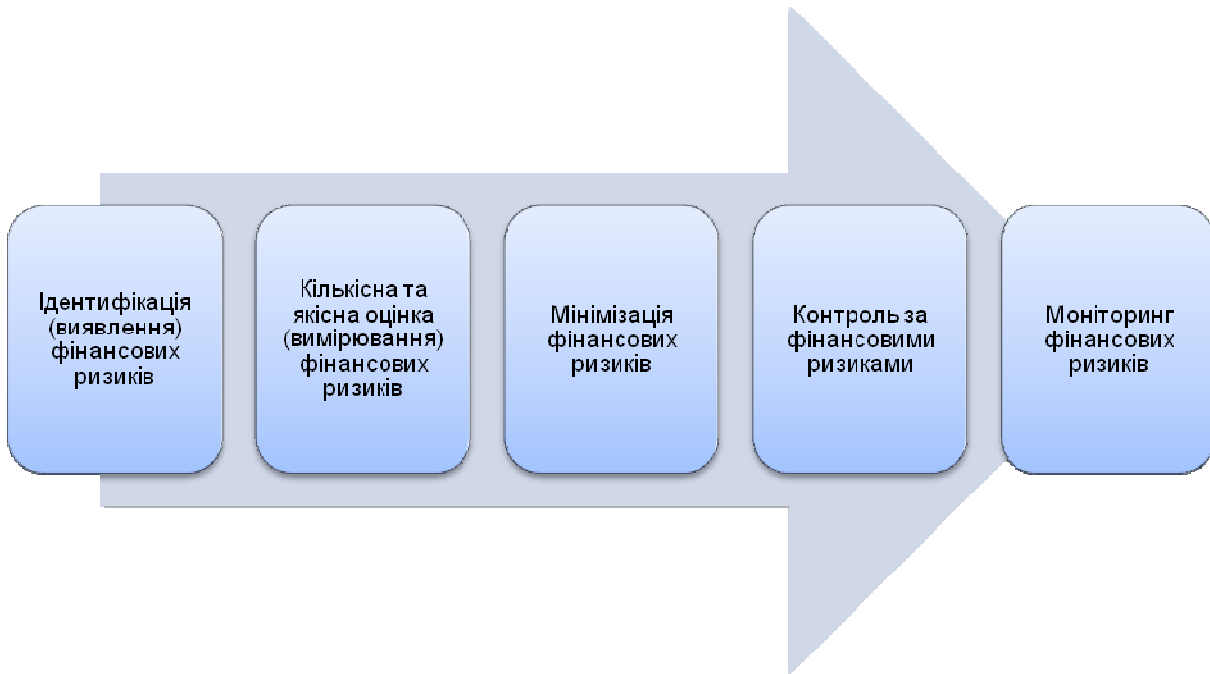 Ідентифікація
(виявлення)
фінансових
ризиків
Кількісна та
якісна оцінка
(вимірювання)
фінансових
ризиків
Мінімізація
фінансових
ризиків
Контроль за
фінансовими
ризиками
Моніторинг
фінансових
ризиків